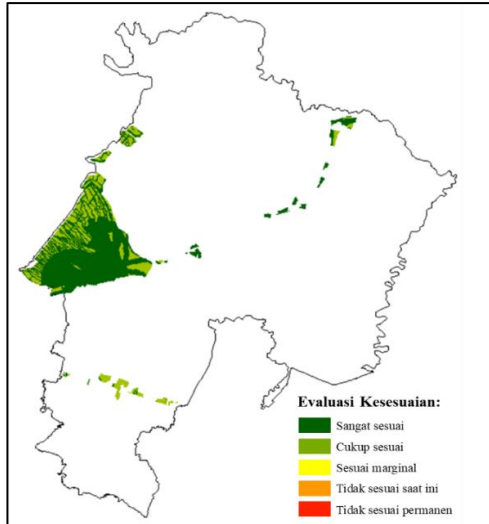 Evaluasi Kesesuaian:
Sangat sesuai
Cukup sesuai
Sesuai marginal
Tidak sesuai saat ini
Tidak sesuai permanen